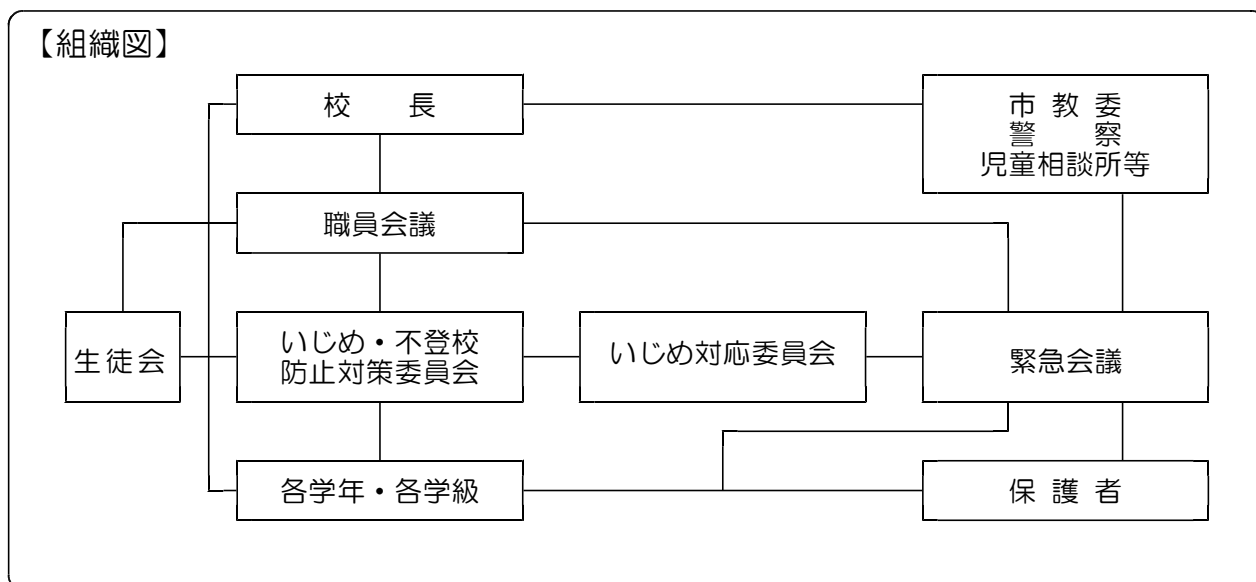 【組織図】
校　　長
市 教 委
警　　察
児童相談所等
職員会議
生徒会
いじめ・不登校
防止対策委員会
いじめ対応委員会
緊急会議
各学年・各学級
保 護 者